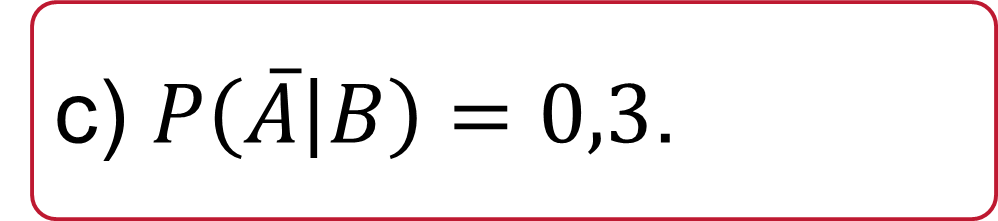 c) P(Ā|B) = 0,3.